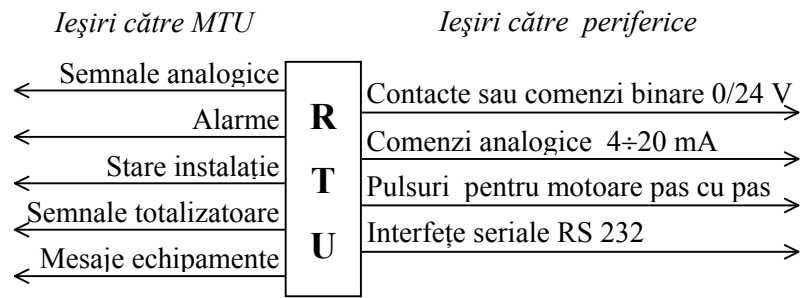 Ieşiri către MTU
Ieşiri către periferice
Semnale analogice
Alarme
Stare instalaţie
Semnale totalizatoare
Mesaje echipamente
R
T
U
Contacte sau comenzi binare 0/24 V
Comenzi analogice 4÷20 mA
Pulsuri pentru motoare pas cu pas
Interfeţe seriale RS 232